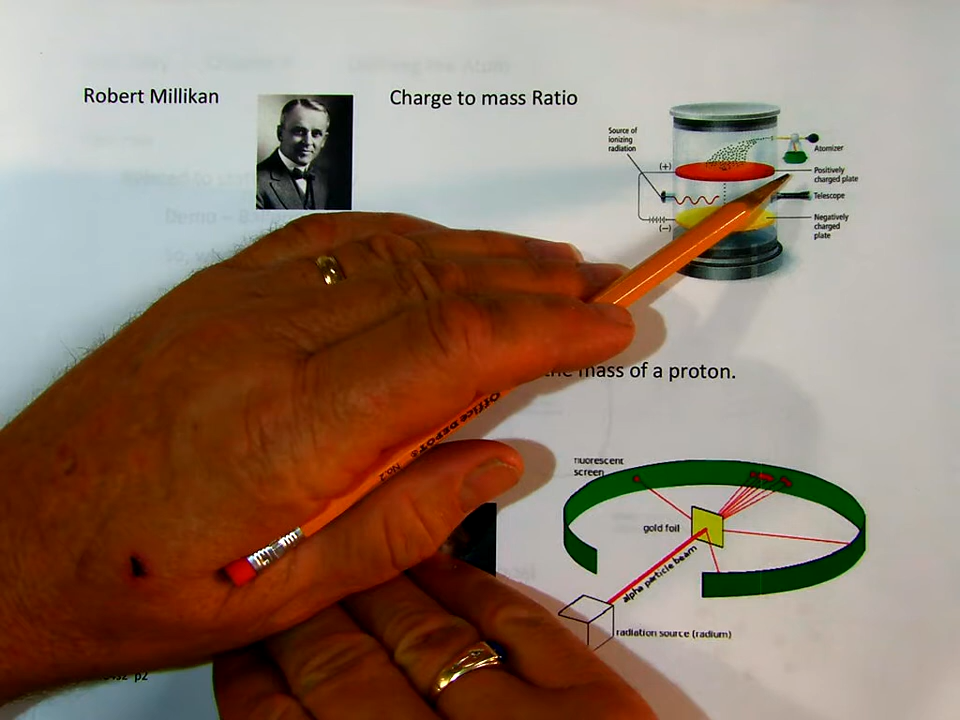 Robert Millikan
Charge to mass Ratio
Source of
ionizing
radiation
(+)
(−)
Atomizer
Positively
charged plate
Telescope
Negatively
charged
plate
the mass of a proton.
Office DEPOT® No.2
fluorescent
screen
gold foil
alpha particle beam
radiation source (radium)
p2